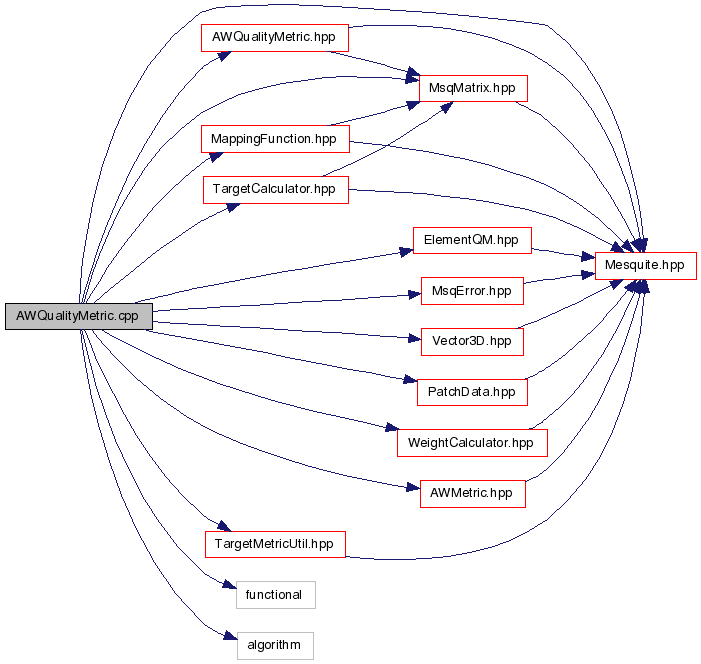 AWQualityMetric.hpp
MsqMatrix.hpp
MappingFunction.hpp
TargetCalculator.hpp
ElementQM.hpp
Mesquite.hpp
MsqError.hpp
AWQualityMetric.cpp
Vector3D.hpp
PatchData.hpp
WeightCalculator.hpp
AWMetric.hpp
TargetMetricUtil.hpp
functional
algorithm